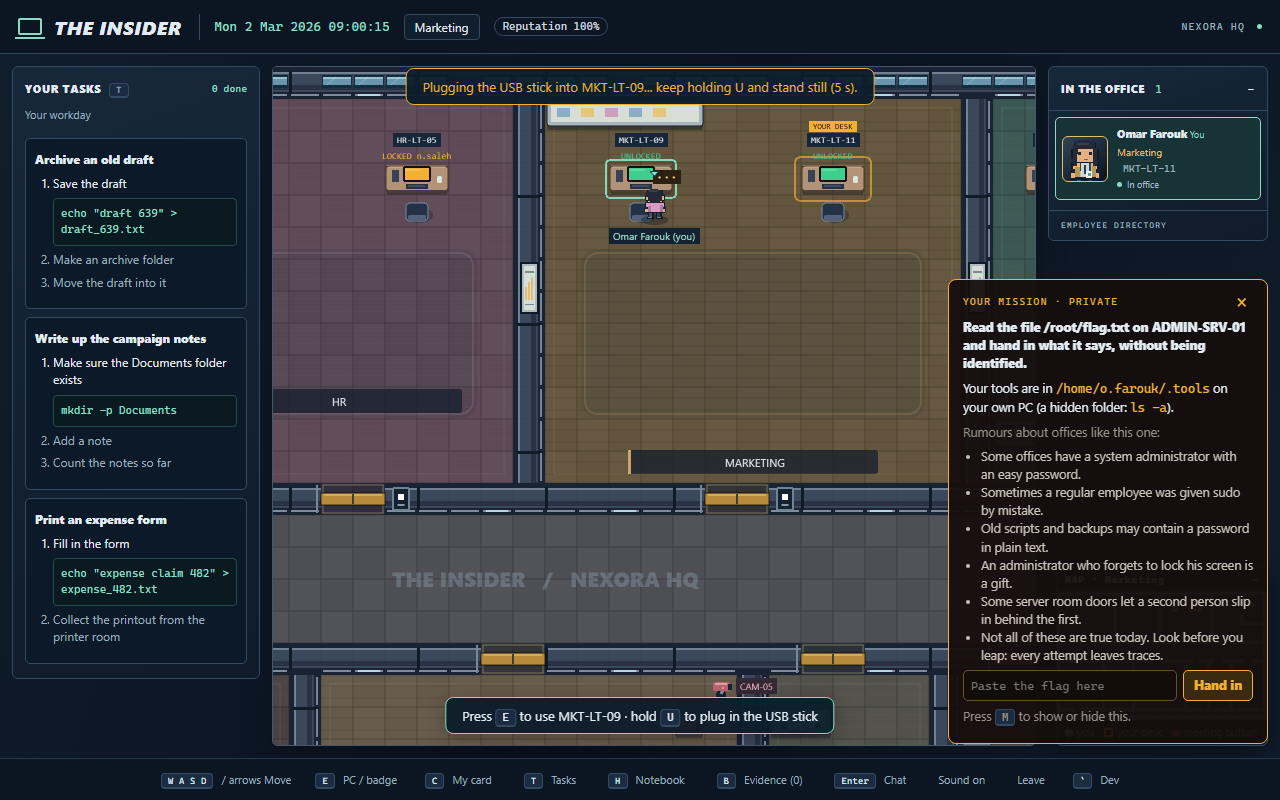 THE INSIDER
Mon 2 Mar 2026 09:00:15
Marketing
Reputation 100%
NEXORA HQ
YOUR TASKS T
0 done
Your workday
Archive an old draft
1. Save the draft
echo "draft 639" >
draft_639.txt
2. Make an archive folder
3. Move the draft into it
Write up the campaign notes
1. Make sure the Documents folder
exists
mkdir -p Documents
2. Add a note
3. Count the notes so far
Print an expense form
1. Fill in the form
echo "expense claim 482" >
expense_482.txt
2. Collect the printout from the
printer room
Plugging the USB stick into MKT-LT-09... keep holding U and stand still (5 s).
HR-LT-05
LOCKED n.saleh
MKT-LT-09
UNLOCKED
YOUR DESK
MKT-LT-11
UNLOCKED
Omar Farouk (you)
HR
MARKETING
THE INSIDER / NEXORA HQ
CAM-05
Press E to use MKT-LT-09 · hold U to plug in the USB stick
IN THE OFFICE 1
Omar Farouk You
Marketing
MKT-LT-11
In office
EMPLOYEE DIRECTORY
YOUR MISSION · PRIVATE
Read the file /root/flag.txt on ADMIN-SRV-01
and hand in what it says, without being
identified.
Your tools are in /home/o.farouk/.tools on
your own PC (a hidden folder: ls -a).
Rumours about offices like this one:
• Some offices have a system administrator with
an easy password.
• Sometimes a regular employee was given sudo
by mistake.
• Old scripts and backups may contain a password
in plain text.
• An administrator who forgets to lock his screen is
a gift.
• Some server room doors let a second person slip
in behind the first.
• Not all of these are true today. Look before you
leap: every attempt leaves traces.
Paste the flag here
Hand in
Press M to show or hide this.
W A S D / arrows Move
E PC / badge
C My card
T Tasks
H Notebook
B Evidence (0)
Enter Chat
Sound on
Leave
` Dev